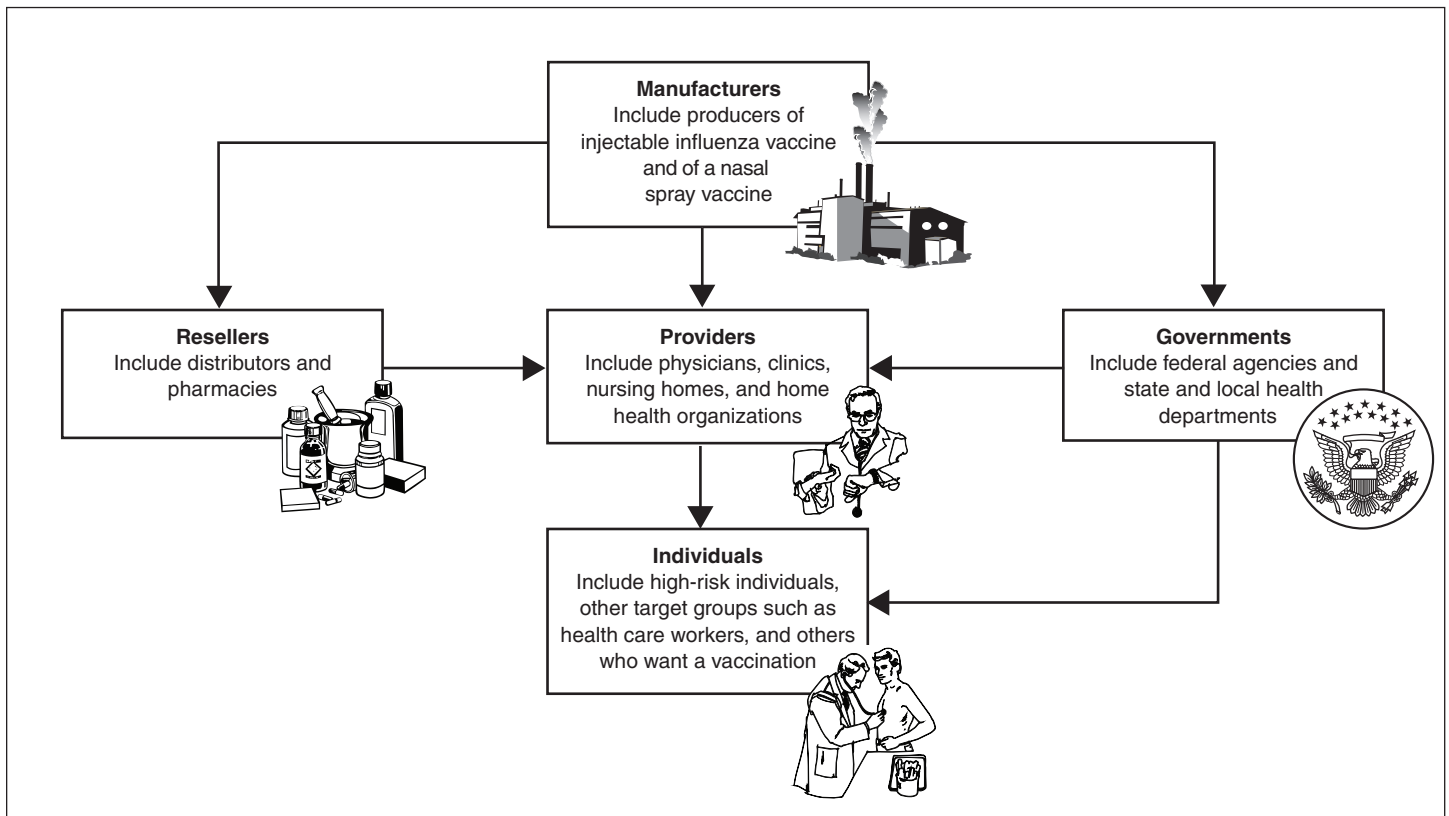 Manufacturers
Include producers of
injectable influenza vaccine
and of a nasal
spray vaccine
Resellers
Include distributors and
pharmacies
Providers
Include physicians, clinics,
nursing homes, and home
health organizations
Governments
Include federal agencies and
state and local health
departments
Individuals
Include high-risk individuals,
other target groups such as
health care workers, and others
who want a vaccination